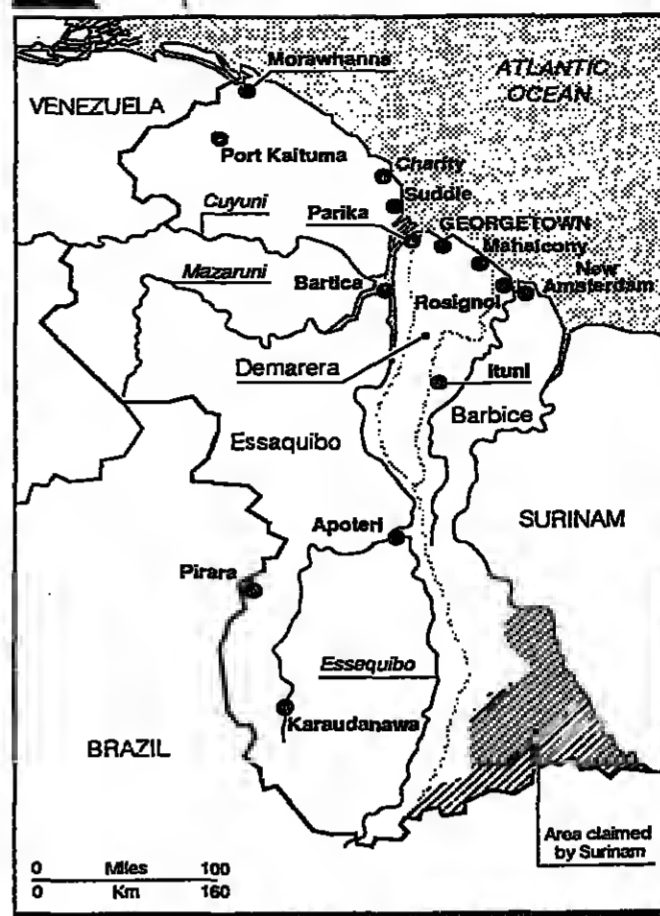 Morawhanna
ATLANTIC
OCEAN
VENEZUELA
Port Kaituma
Charity
Suddie
Cuyuni
Parika
GEORGETOWN
Mahaicony
Mazaruni
New
Amsterdam
Bartica
Rosignol
Demarera
Ituni
Barbice
Essaquibo
SURINAM
Apoteri
Pirara
Essequibo
Karaudanawa
BRAZIL
Area claimed
by Surinam
0 Miles 100
0 Km 160